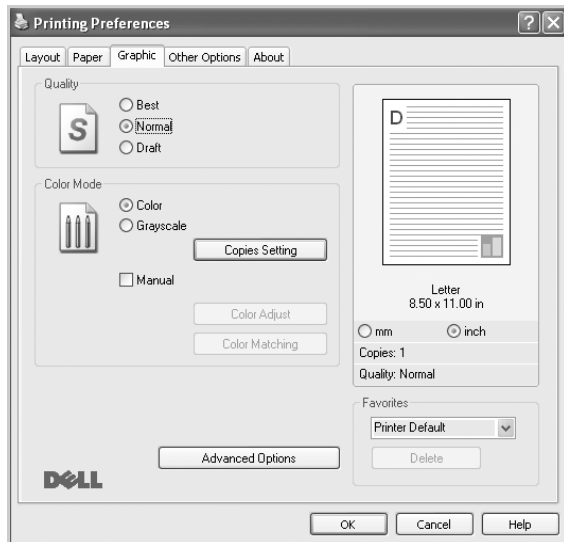 Printing Preferences
Layout Paper Graphic Other Options About
Quality
S
Best
Normal
Draft
Color Mode
Color
Grayscale
Copies Setting
Manual
Color Adjust
Color Matching
Advanced Options
DELL
D
Letter
8.50 x 11.00 in
mm inch
Copies: 1
Quality: Normal
Favorites
Printer Default
Delete
OK Cancel Help